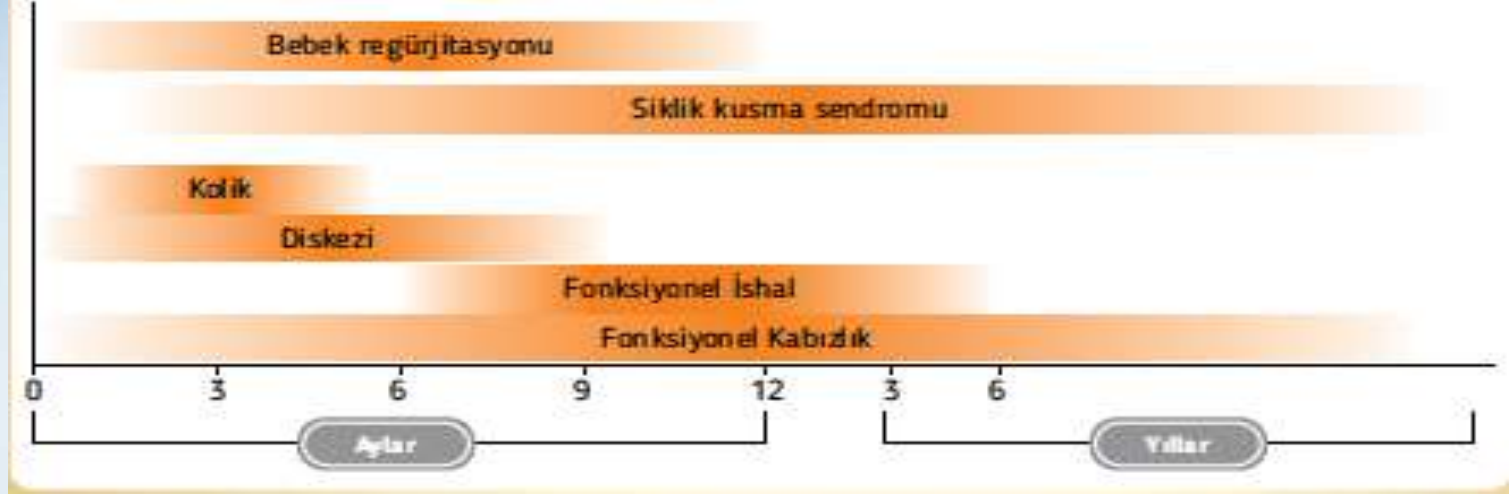 Bebek regürjitasyonu
Siklik kusma sendromu
Kolik
Diskezi
Fonksiyonel İshal
Fonksiyonel Kabızlık
0 3 6 9 12 3 6
Aylar Yıllar